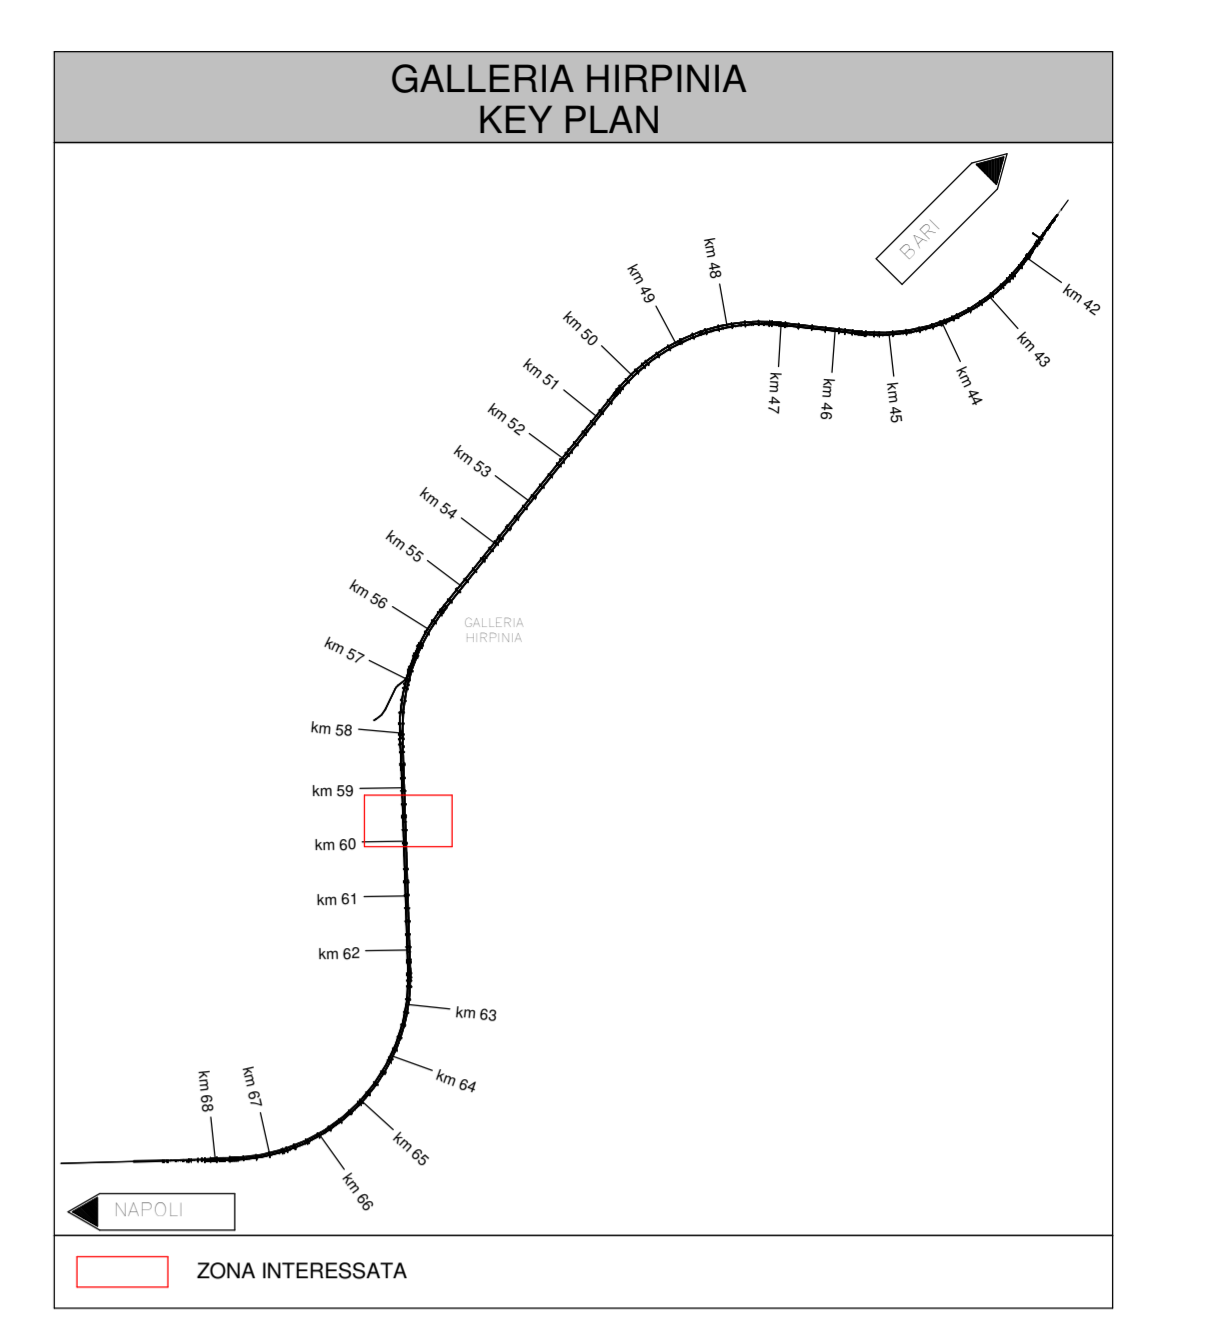 GALLERIA HIRPINIA
KEY PLAN
BARI
km 42
km 43
km 44
km 45
km 46
km 47
km 48
km 49
km 50
km 51
km 52
km 53
km 54
km 55
km 56
GALLERIA
HIRPINIA
km 57
km 58
km 59
km 60
km 61
km 62
km 63
km 64
km 65
km 66
km 67
km 68
NAPOLI
ZONA INTERESSATA